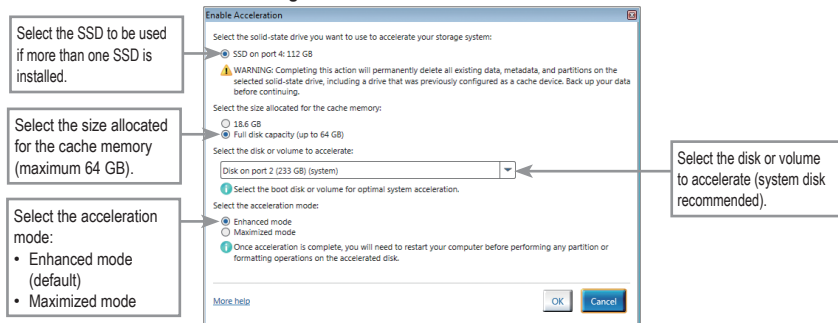 Enable Acceleration
Select the SSD to be used
if more than one SSD is
installed.
Select the size allocated
for the cache memory
(maximum 64 GB).
Select the acceleration
mode:
• Enhanced mode
(default)
• Maximized mode
Select the solid-state drive you want to use to accelerate your storage system:
SSD on port 4: 112 GB
WARNING: Completing this action will permanently delete all existing data, metadata, and partitions on the
selected solid-state drive, including a drive that was previously configured as a cache device. Back up your data
before continuing.
Select the size allocated for the cache memory:
18.6 GB
Full disk capacity (up to 64 GB)
Select the disk or volume to accelerate:
Disk on port 2 (233 GB) (system)
Select the boot disk or volume for optimal system acceleration.
Select the acceleration mode:
Enhanced mode
Maximized mode
Once acceleration is complete, you will need to restart your computer before performing any partition or
formatting operations on the accelerated disk.
More help
OK
Cancel
Select the disk or volume
to accelerate (system disk
recommended).